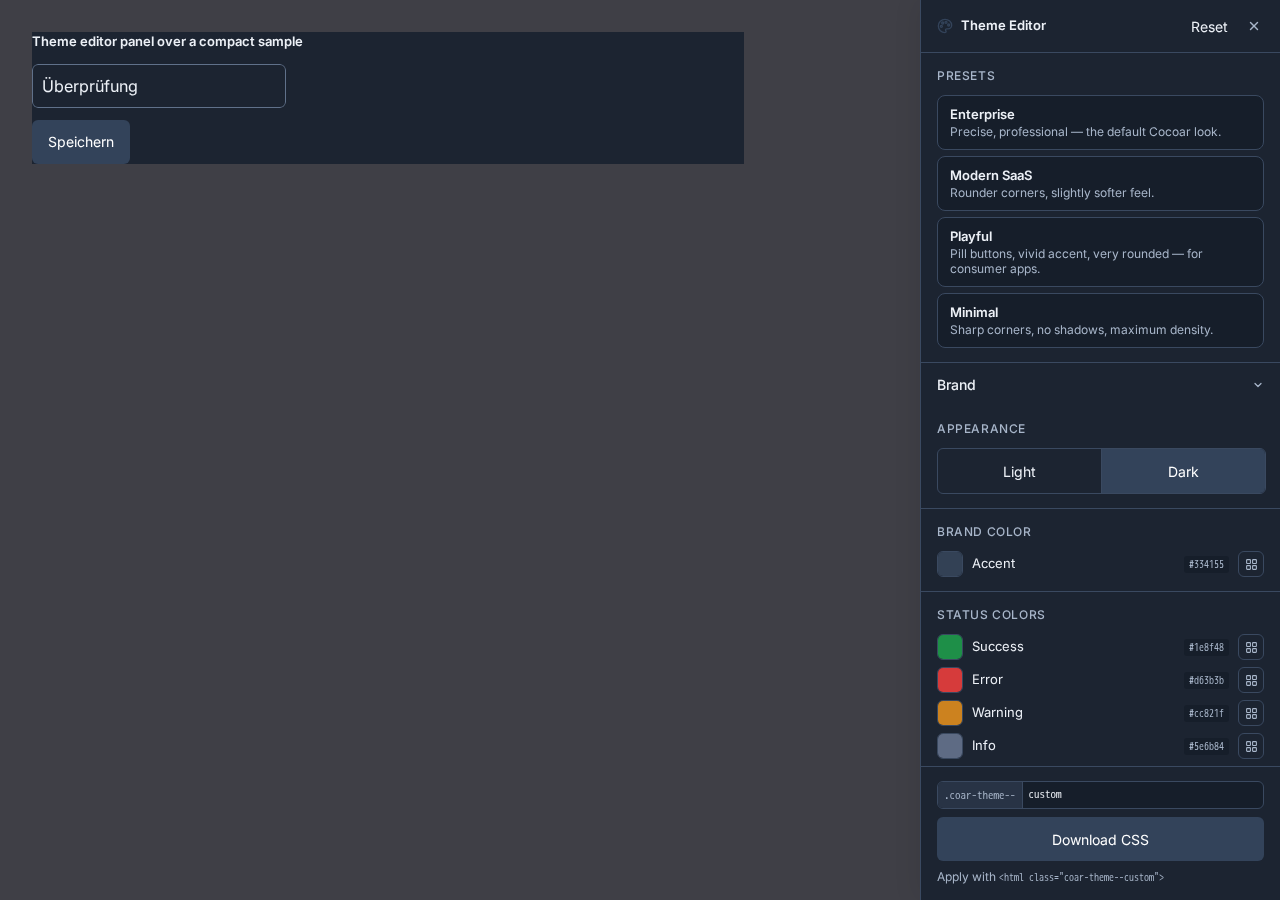 Theme editor panel over a compact sample
Überprüfung
Speichern
Theme Editor
Reset
PRESETS
Enterprise
Precise, professional — the default Cocoar look.
Modern SaaS
Rounder corners, slightly softer feel.
Playful
Pill buttons, vivid accent, very rounded — for
consumer apps.
Minimal
Sharp corners, no shadows, maximum density.
Brand
APPEARANCE
Light
Dark
BRAND COLOR
Accent
#334155
STATUS COLORS
Success
#1e8f48
Error
#d63b3b
Warning
#cc821f
Info
#5e6b84
.coar-theme--
custom
Download CSS
Apply with <html class="coar-theme--custom">